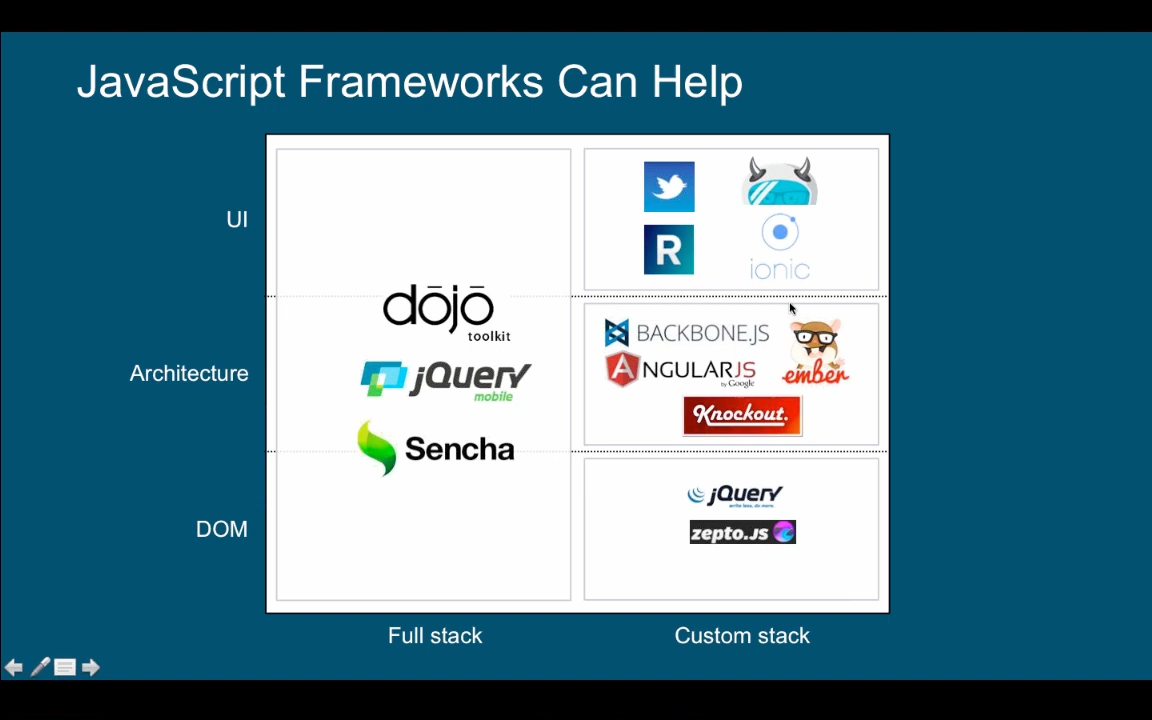 JavaScript Frameworks Can Help
UI
Architecture
DOM
dōjō
toolkit
jQuery
mobile
Sencha
R
ionic
BACKBONE.JS
ANGULARJS
by Google
ember
Knockout.
jQuery
write less, do more.
zepto.JS
Full stack
Custom stack